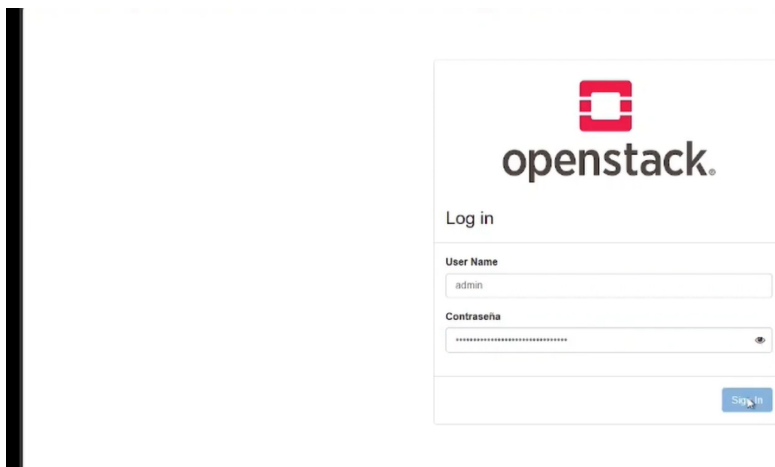 openstack.
Log in
User Name
admin
Contraseña
••••••••••••••••••••••••••••••••
Sign In